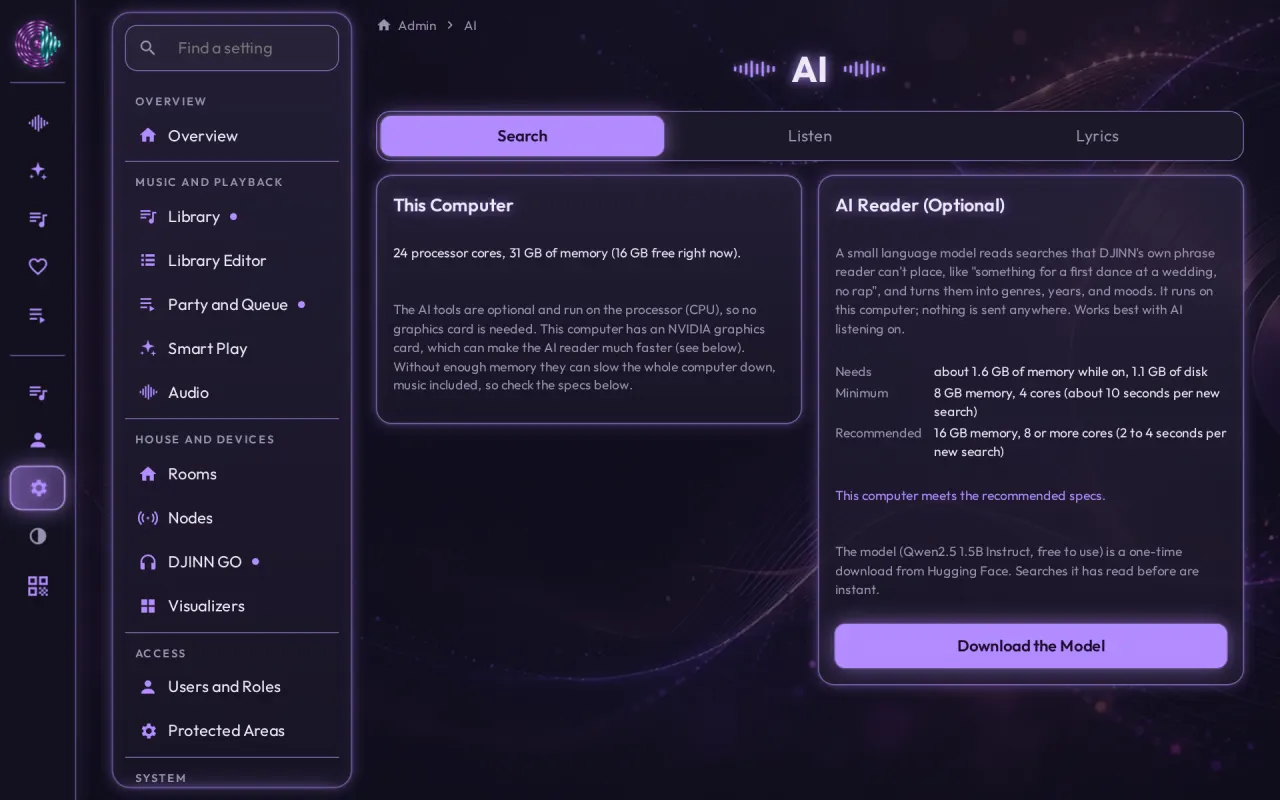 Find a setting
OVERVIEW
Overview
MUSIC AND PLAYBACK
Library
Library Editor
Party and Queue
Smart Play
Audio
HOUSE AND DEVICES
Rooms
Nodes
DJINN GO
Visualizers
ACCESS
Users and Roles
Protected Areas
SYSTEM
Admin > AI
AI
Search
Listen
Lyrics
This Computer
24 processor cores, 31 GB of memory (16 GB free right now).
The AI tools are optional and run on the processor (CPU), so no
graphics card is needed. This computer has an NVIDIA graphics
card, which can make the AI reader much faster (see below).
Without enough memory they can slow the whole computer down,
music included, so check the specs below.
AI Reader (Optional)
A small language model reads searches that DJINN's own phrase
reader can't place, like "something for a first dance at a wedding,
no rap", and turns them into genres, years, and moods. It runs on
this computer; nothing is sent anywhere. Works best with AI
listening on.
Needs about 1.6 GB of memory while on, 1.1 GB of disk
Minimum 8 GB memory, 4 cores (about 10 seconds per new
search)
Recommended 16 GB memory, 8 or more cores (2 to 4 seconds per
new search)
This computer meets the recommended specs.
The model (Qwen2.5 1.5B Instruct, free to use) is a one-time
download from Hugging Face. Searches it has read before are
instant.
Download the Model